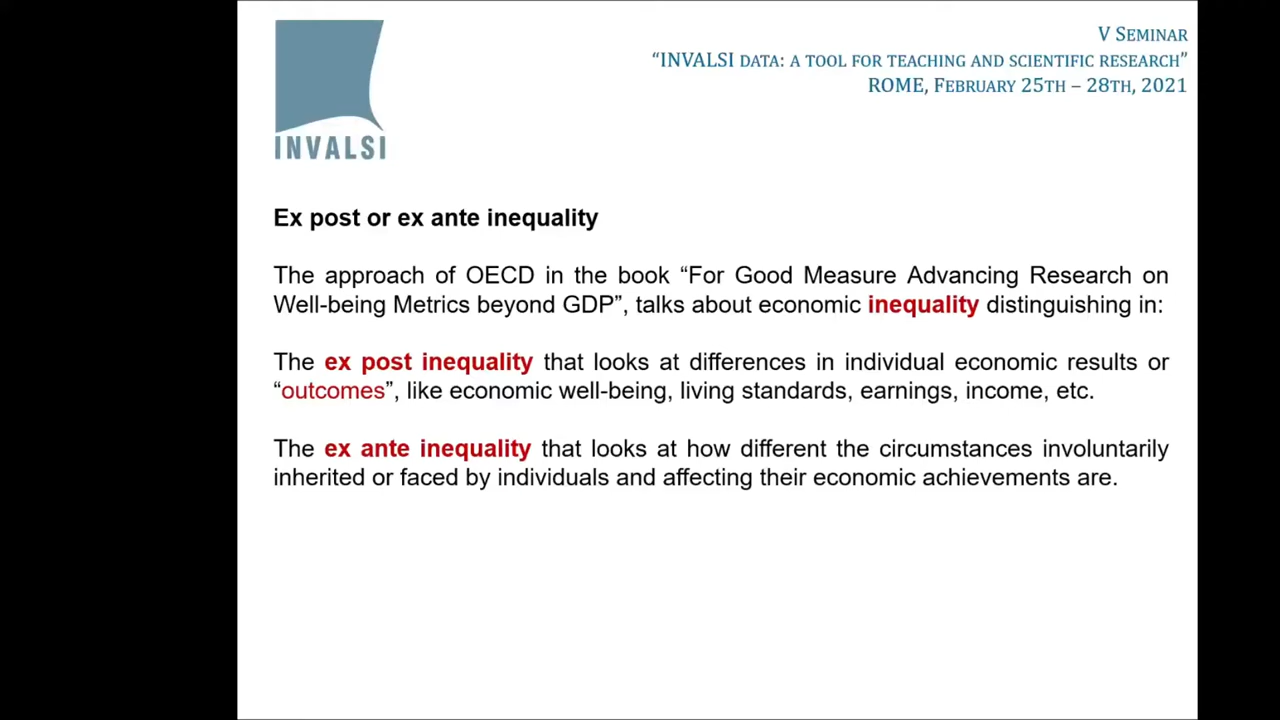 V SEMINAR
“INVALSI DATA: A TOOL FOR TEACHING AND SCIENTIFIC RESEARCH”
ROME, FEBRUARY 25TH – 28TH, 2021
INVALSI
Ex post or ex ante inequality
The approach of OECD in the book “For Good Measure Advancing Research on
Well-being Metrics beyond GDP”, talks about economic inequality distinguishing in:
The ex post inequality that looks at differences in individual economic results or
“outcomes”, like economic well-being, living standards, earnings, income, etc.
The ex ante inequality that looks at how different the circumstances involuntarily
inherited or faced by individuals and affecting their economic achievements are.